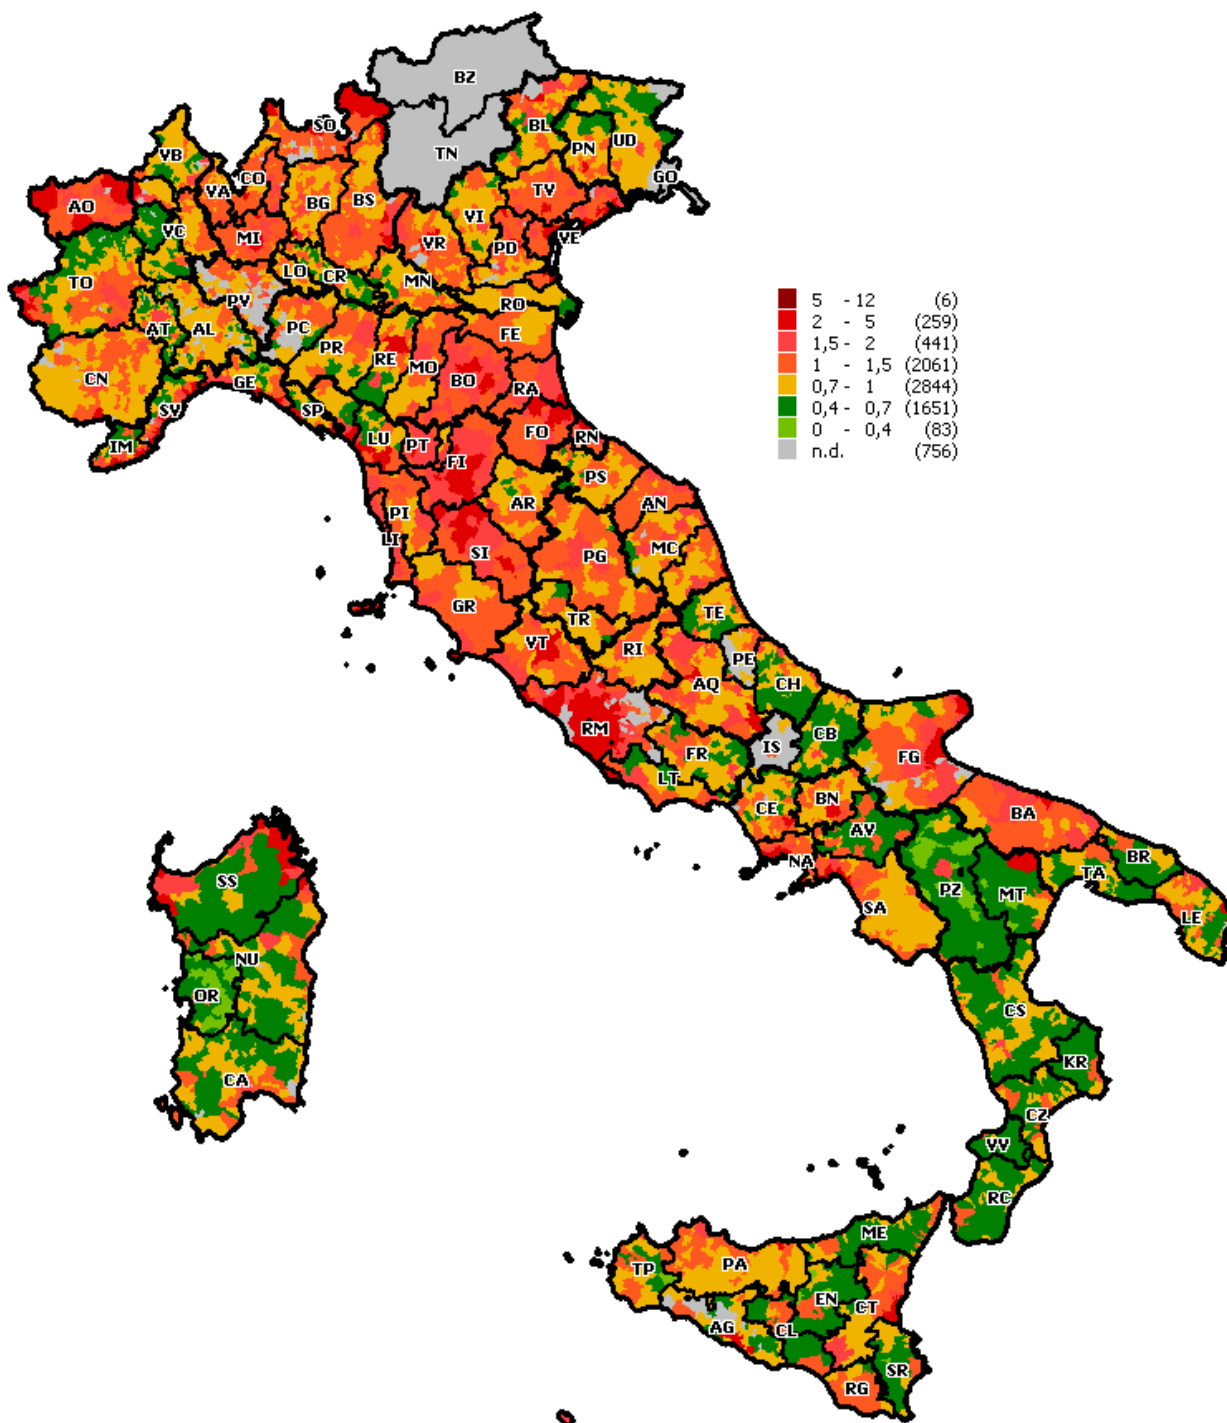 BZ
SO
TN
BL
UD
VB
PN
CO
VA
GO
AO
BG
BS
TV
VI
VC
MI
VR
PD
VE
LO
CR
MN
TO
PV
RO
PC
AT
AL
PR
FE
RE
MO
CN
BO
GE
RA
SV
SP
LU
PT
FO
RN
IM
FI
PS
AR
AN
PI
LI
MC
SI
PG
GR
TE
TR
VT
RI
PE
AQ
CH
RM
CB
IS
FR
FG
LT
CE
BN
BA
AV
NA
BR
TA
SS
PZ
MT
SA
LE
NU
OR
CS
KR
CA
CZ
VV
RC
ME
TP
PA
EN
CT
AG
CL
SR
RG
5 - 12 (6)
2 - 5 (259)
1,5 - 2 (441)
1 - 1,5 (2061)
0,7 - 1 (2844)
0,4 - 0,7 (1651)
0 - 0,4 (83)
n.d. (756)